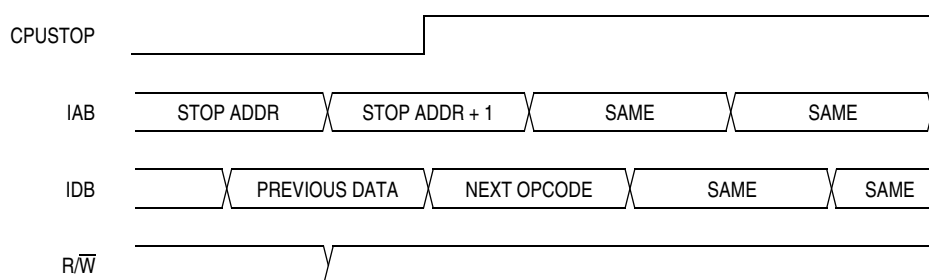 CPUSTOP
IAB STOP ADDR STOP ADDR + 1 SAME SAME
IDB PREVIOUS DATA NEXT OPCODE SAME SAME
R/W̅